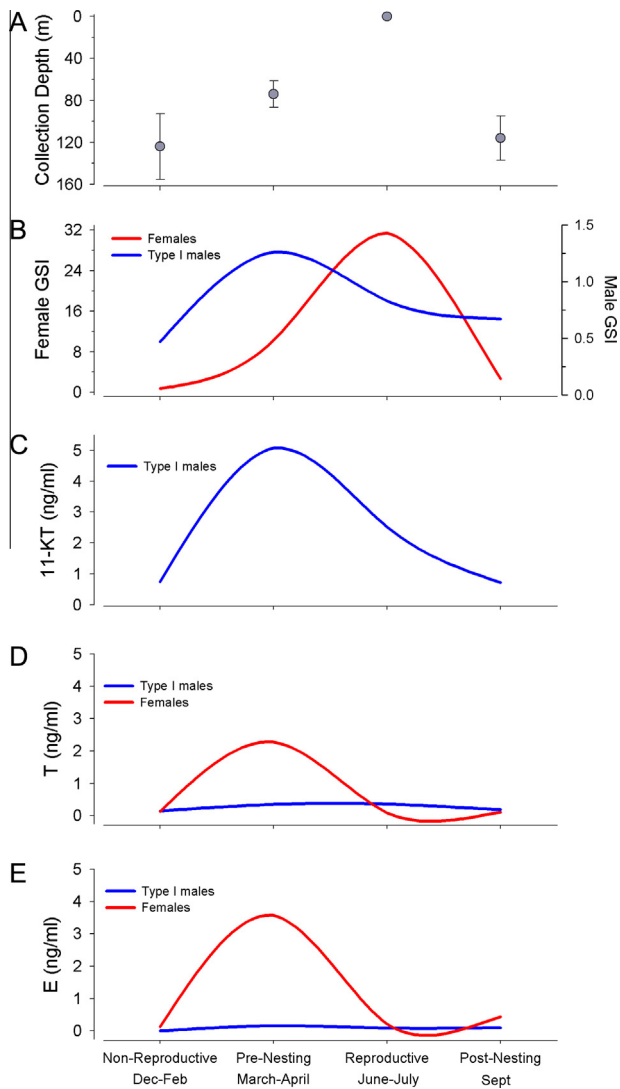 A
Collection Depth (m)
0
40
80
120
160
B
Female GSI
32
24
16
8
0
Females
Type I males
1.5
1.0
0.5
0.0
Male GSI
C
11-KT (ng/ml)
5
4
3
2
1
0
Type I males
D
T (ng/ml)
5
4
3
2
1
0
Type I males
Females
E
E (ng/ml)
5
4
3
2
1
0
Type I males
Females
Non-Reproductive
Dec-Feb
Pre-Nesting
March-April
Reproductive
June-July
Post-Nesting
Sept